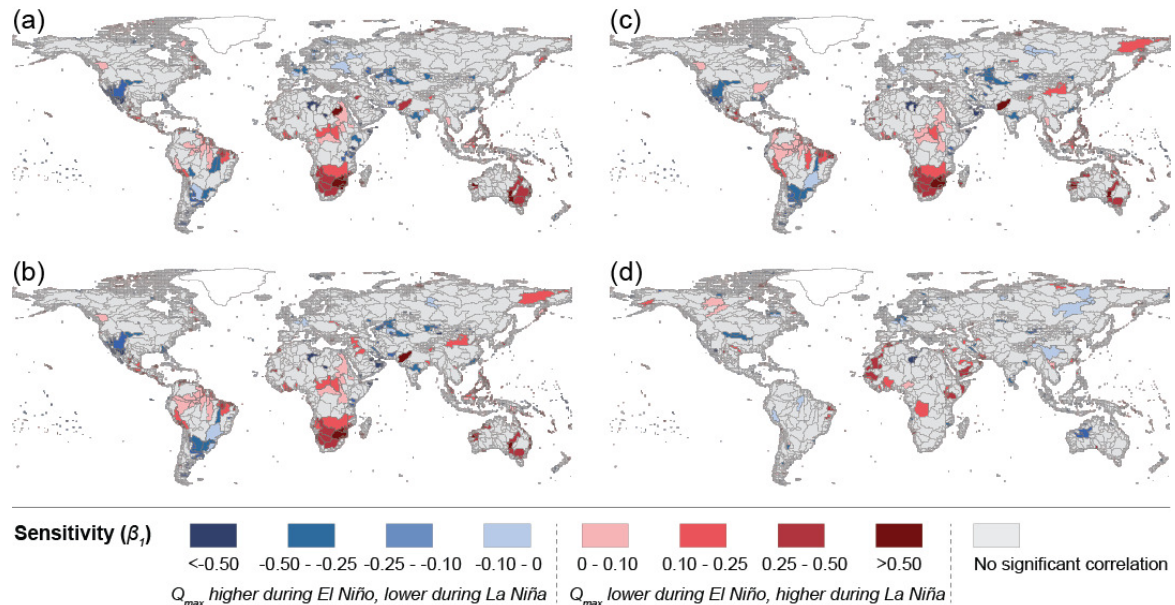 (a)
(c)
(b)
(d)
Sensitivity (β1)
<-0.50
-0.50 - -0.25
-0.25 - -0.10
-0.10 - 0
0 - 0.10
0.10 - 0.25
0.25 - 0.50
>0.50
No significant correlation
Qmax higher during El Niño, lower during La Niña
Qmax lower during El Niño, higher during La Niña